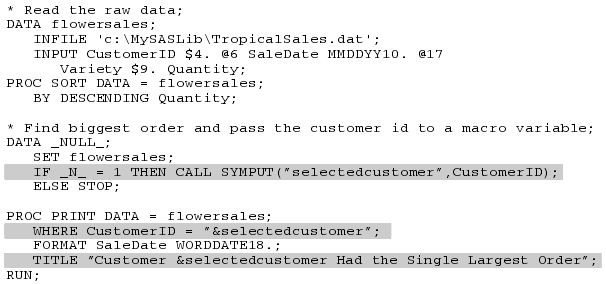 * Read the raw data;
DATA flowersales;
INFILE 'c:\MySASLib\TropicalSales.dat';
INPUT CustomerID $4. @6 SaleDate MMDDYY10. @17
Variety $9. Quantity;
PROC SORT DATA = flowersales;
BY DESCENDING Quantity;
* Find biggest order and pass the customer id to a macro variable;
DATA _NULL_;
SET flowersales;
IF _N_ = 1 THEN CALL SYMPUT("selectedcustomer",CustomerID);
ELSE STOP;
PROC PRINT DATA = flowersales;
WHERE CustomerID = "&selectedcustomer";
FORMAT SaleDate WORDDATE18.;
TITLE "Customer &selectedcustomer Had the Single Largest Order";
RUN;